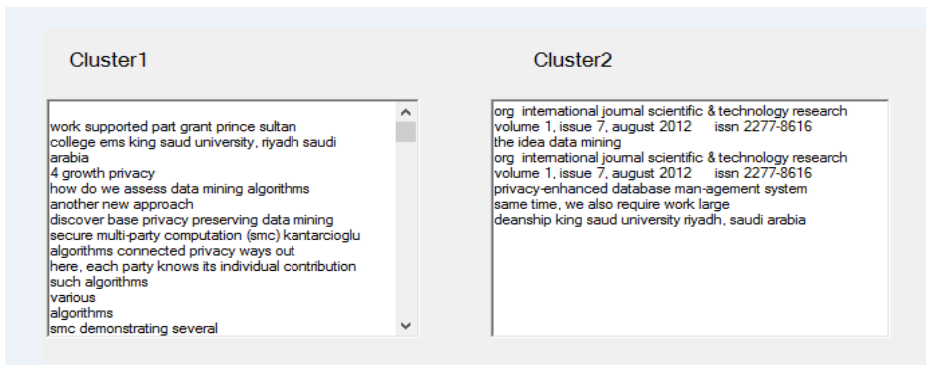 Cluster1
work supported part grant prince sultan
college ems king saud university, riyadh saudi
arabia
4 growth privacy
how do we assess data mining algorithms
another new approach
discover base privacy preserving data mining
secure multi-party computation (smc) kantarcioglu
algorithms connected privacy ways out
here, each party knows its individual contribution
such algorithms
various
algorithms
smc demonstrating several
Cluster2
org  international journal scientific & technology research
volume 1, issue 7, august 2012      issn 2277-8616
the idea data mining
org  international journal scientific & technology research
volume 1, issue 7, august 2012      issn 2277-8616
privacy-enhanced database man-agement system
same time, we also require work large
deanship king saud university riyadh, saudi arabia